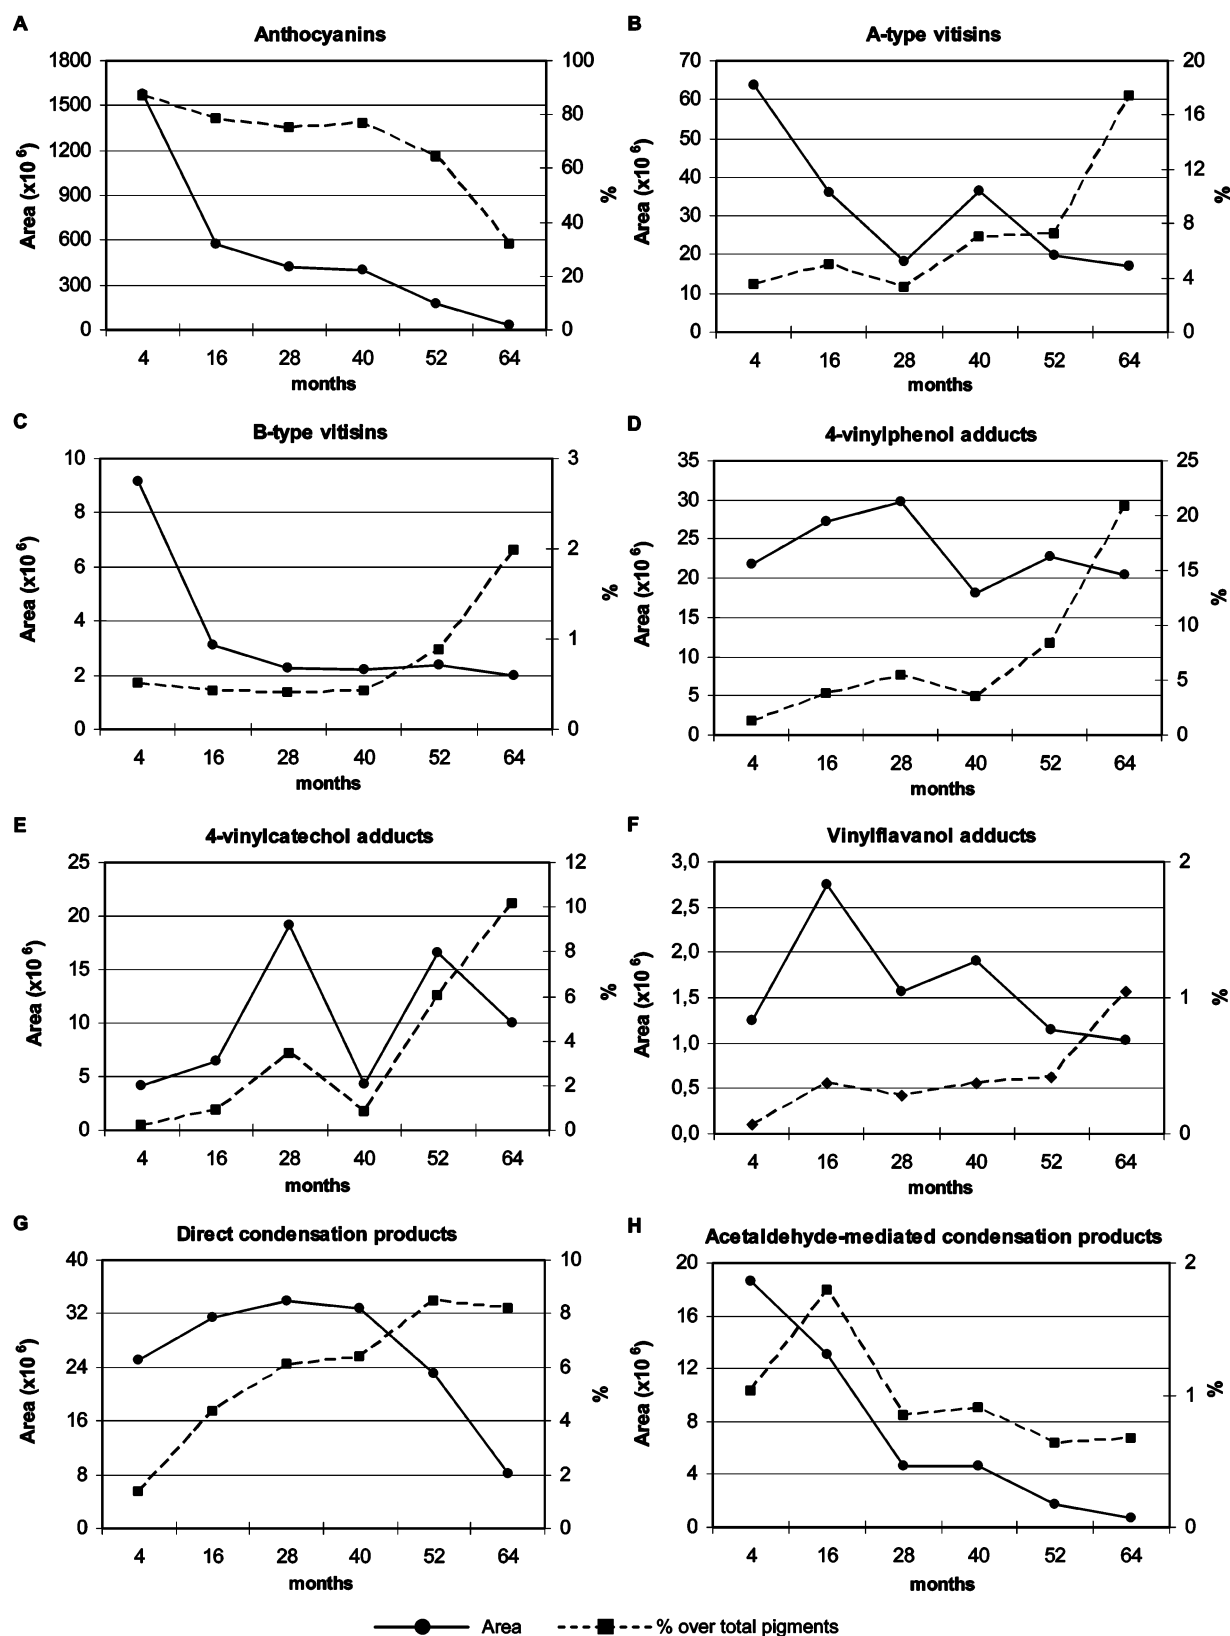 A
Anthocyanins
1800
1500
1200
900
600
300
0
100
80
60
40
20
0
Area (x10 6)
%
4 16 28 40 52 64
months
B
A-type vitisins
70
60
50
40
30
20
10
0
20
16
12
8
4
0
Area (x10 6)
%
4 16 28 40 52 64
months
C
B-type vitisins
10
8
6
4
2
0
3
2
1
0
Area (x10 6)
%
4 16 28 40 52 64
months
D
4-vinylphenol adducts
35
30
25
20
15
10
5
0
25
20
15
10
5
0
Area (x10 6)
%
4 16 28 40 52 64
months
E
4-vinylcatechol adducts
25
20
15
10
5
0
12
10
8
6
4
2
0
Area (x10 6)
%
4 16 28 40 52 64
months
F
Vinylflavanol adducts
3,0
2,5
2,0
1,5
1,0
0,5
0,0
2
1
0
Area (x10 6)
%
4 16 28 40 52 64
months
G
Direct condensation products
40
32
24
16
8
0
10
8
6
4
2
0
Area (x10 6)
%
4 16 28 40 52 64
months
H
Acetaldehyde-mediated condensation products
20
16
12
8
4
0
2
1
0
Area (x10 6)
%
4 16 28 40 52 64
months
Area
% over total pigments